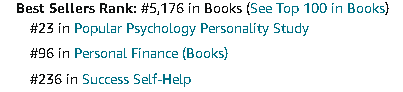 Best Sellers Rank: #5,176 in Books (See Top 100 in Books)
#23 in Popular Psychology Personality Study
#96 in Personal Finance (Books)
#236 in Success Self-Help